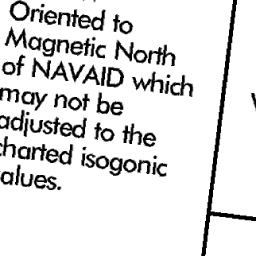 Oriented to
Magnetic North
of NAVAID which
may not be
adjusted to the
charted isogonic
values.